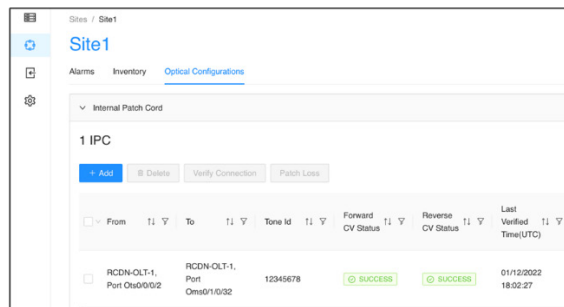 Sites / Site1
Site1
Alarms Inventory Optical Configurations
Internal Patch Cord
1 IPC
+ Add Delete Verify Connection Patch Loss
From To Tone Id Forward CV Status Reverse CV Status Last Verified Time(UTC)
RCDN-OLT-1, Port Ots0/0/0/2 RCDN-OLT-1, Port Oms0/1/0/32 12345678 SUCCESS SUCCESS 01/12/2022 18:02:27